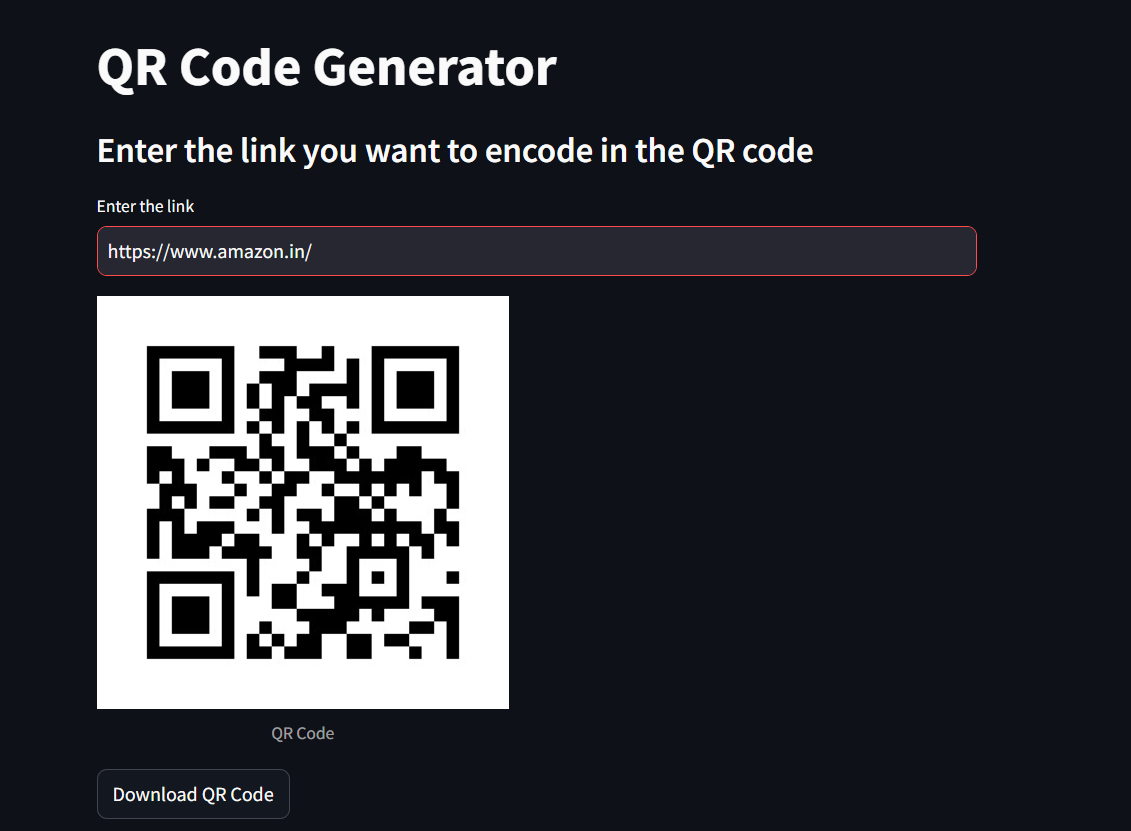 QR Code Generator
Enter the link you want to encode in the QR code
Enter the link
https://www.amazon.in/
QR Code
Download QR Code